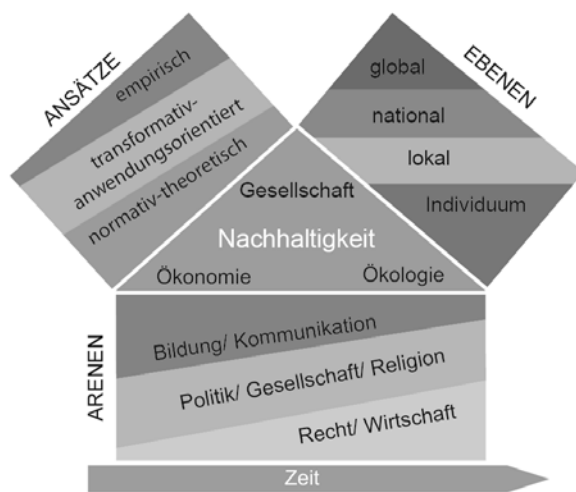 ANSÄTZE
empirisch
transformativ-
anwendungsorientiert
normativ-theoretisch
EBENEN
global
national
lokal
Individuum
Gesellschaft
Nachhaltigkeit
Ökonomie
Ökologie
ARENEN
Bildung/ Kommunikation
Politik/ Gesellschaft/ Religion
Recht/ Wirtschaft
Zeit